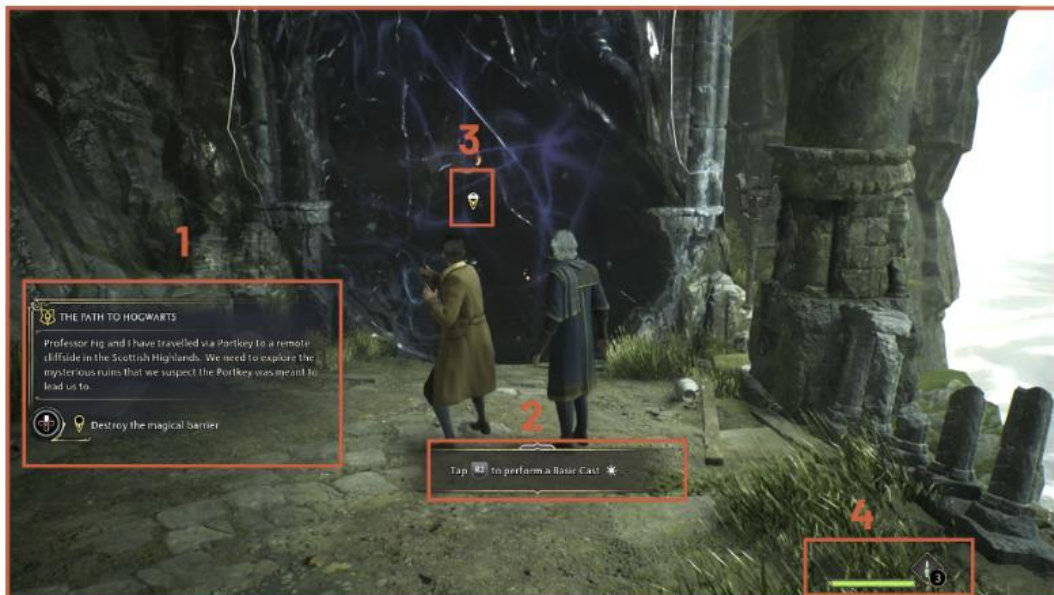 3
1
THE PATH TO HOGWARTS
Professor Fig and I have travelled via Portkey to a remote
cliffside in the Scottish Highlands. We need to explore the
mysterious ruins that we suspect the Portkey was meant to
lead us to.
Destroy the magical barrier
2
Tap R2 to perform a Basic Cast
4
3